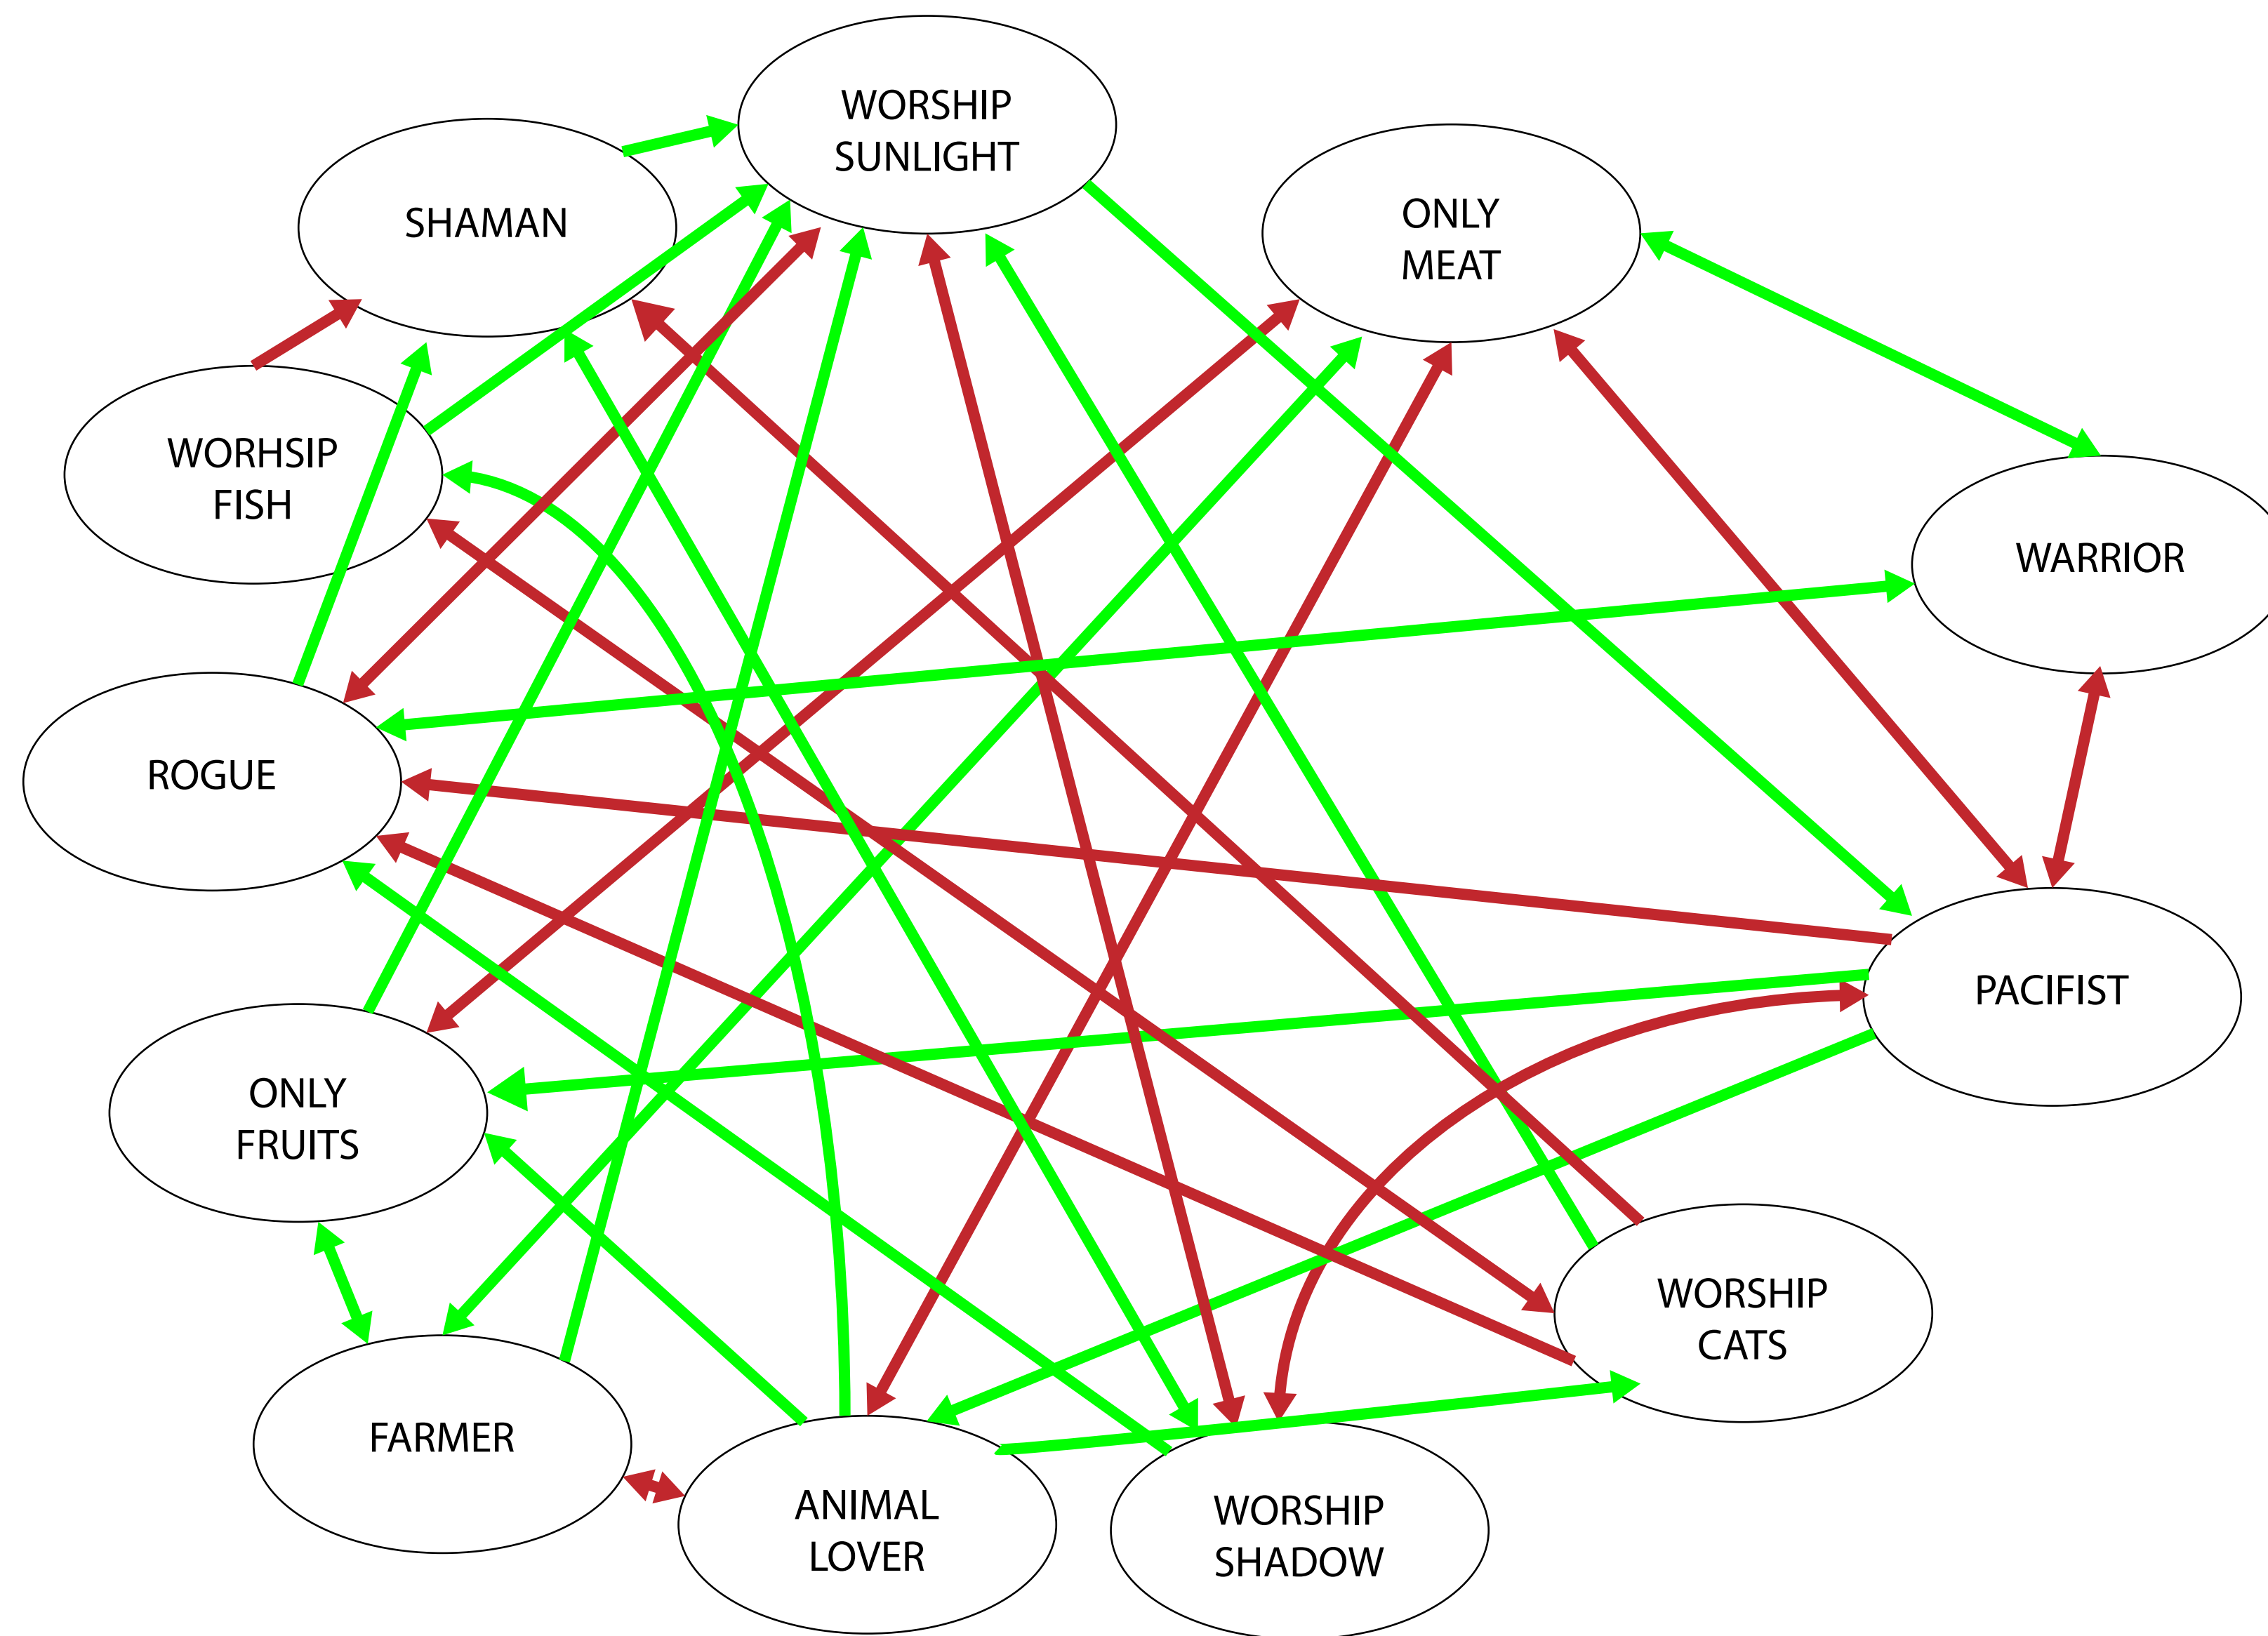 WORSHIP
SUNLIGHT
SHAMAN
ONLY
MEAT
WORHSIP
FISH
WARRIOR
ROGUE
PACIFIST
ONLY
FRUITS
WORSHIP
CATS
FARMER
ANIMAL
LOVER
WORSHIP
SHADOW